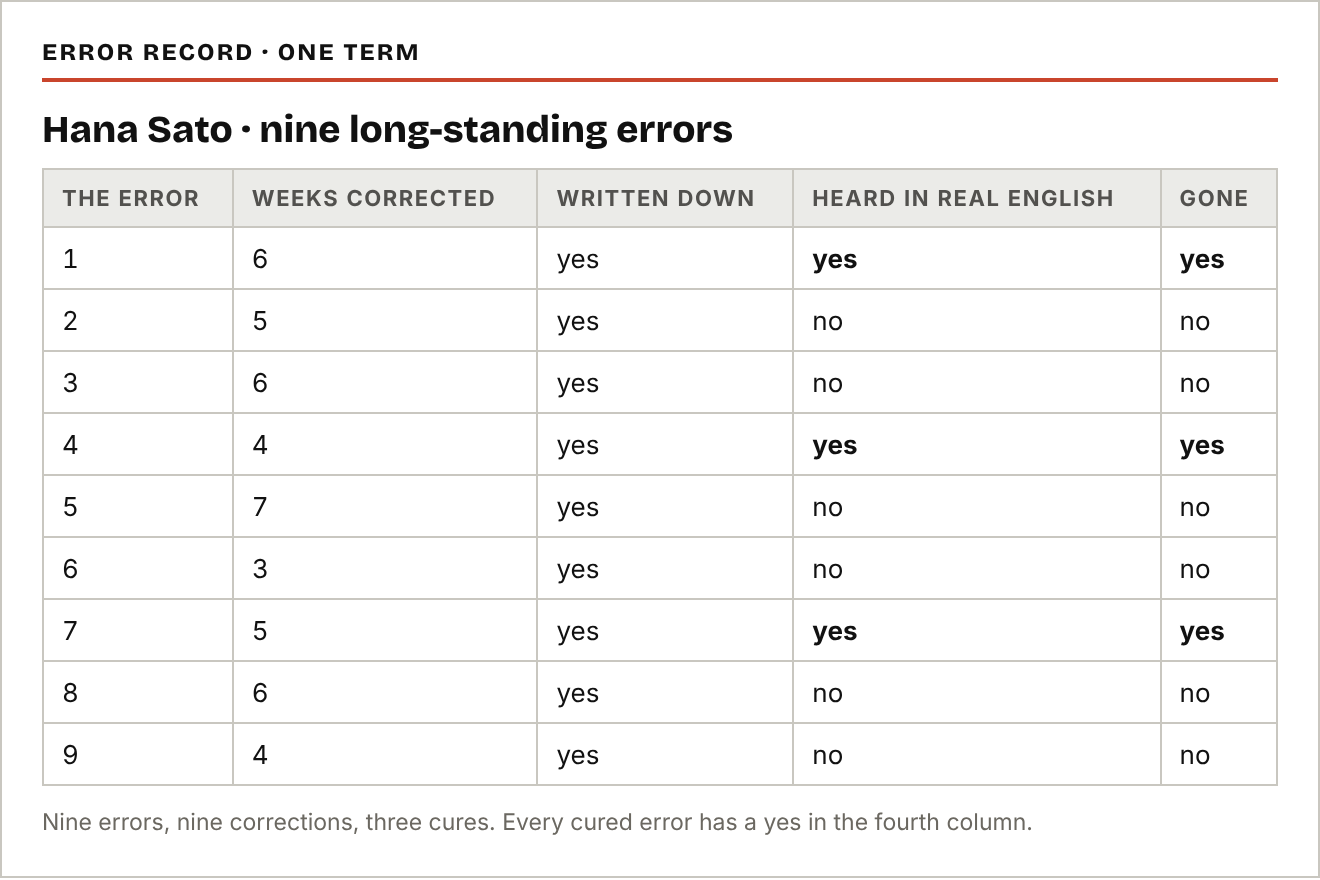 ERROR RECORD · ONE TERM
Hana Sato · nine long-standing errors
THE ERROR WEEKS CORRECTED WRITTEN DOWN HEARD IN REAL ENGLISH GONE
1 6 yes yes yes
2 5 yes no no
3 6 yes no no
4 4 yes yes yes
5 7 yes no no
6 3 yes no no
7 5 yes yes yes
8 6 yes no no
9 4 yes no no
Nine errors, nine corrections, three cures. Every cured error has a yes in the fourth column.